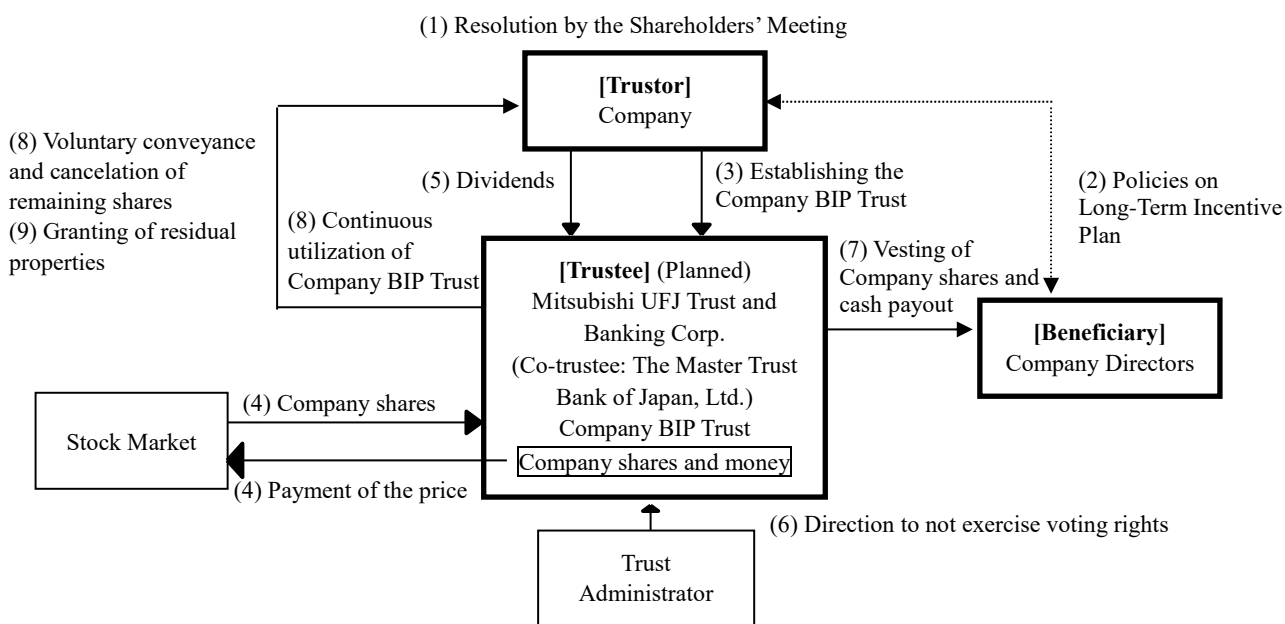 (1) Resolution by the Shareholders’ Meeting
[Trustor]
Company
(8) Voluntary conveyance
and cancelation of
remaining shares
(9) Granting of residual
properties
(5) Dividends
(3) Establishing the
Company BIP Trust
(2) Policies on
Long-Term Incentive
Plan
(8) Continuous
utilization of
Company BIP Trust
[Trustee] (Planned)
Mitsubishi UFJ Trust and
Banking Corp.
(Co-trustee: The Master Trust
Bank of Japan, Ltd.)
Company BIP Trust
Company shares and money
(7) Vesting of
Company shares and
cash payout
[Beneficiary]
Company Directors
Stock Market
(4) Company shares
(4) Payment of the price
(6) Direction to not exercise voting rights
Trust
Administrator